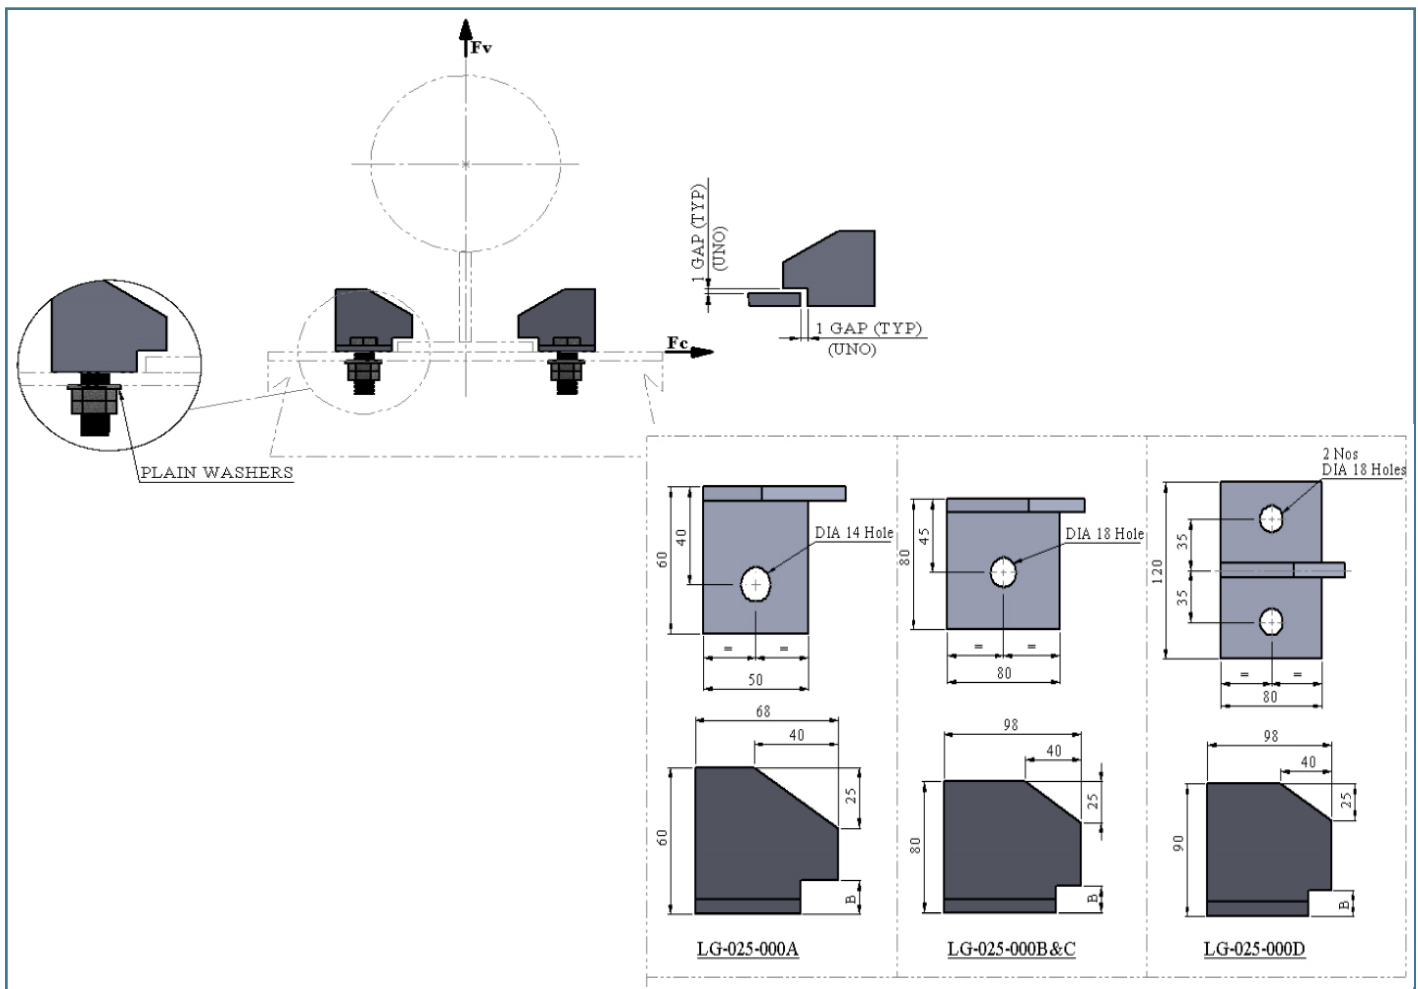 Fv
1 GAP (TYP)
(UNO)
1 GAP (TYP)
(UNO)
Fc
PLAIN WASHERS
60
40
DIA 14 Hole
=
=
50
68
40
25
60
B
LG-025-000A
80
45
DIA 18 Hole
=
=
80
98
40
25
80
B
LG-025-000B&C
2 Nos
DIA 18 Holes
120
35
35
=
=
80
98
40
25
90
B
LG-025-000D